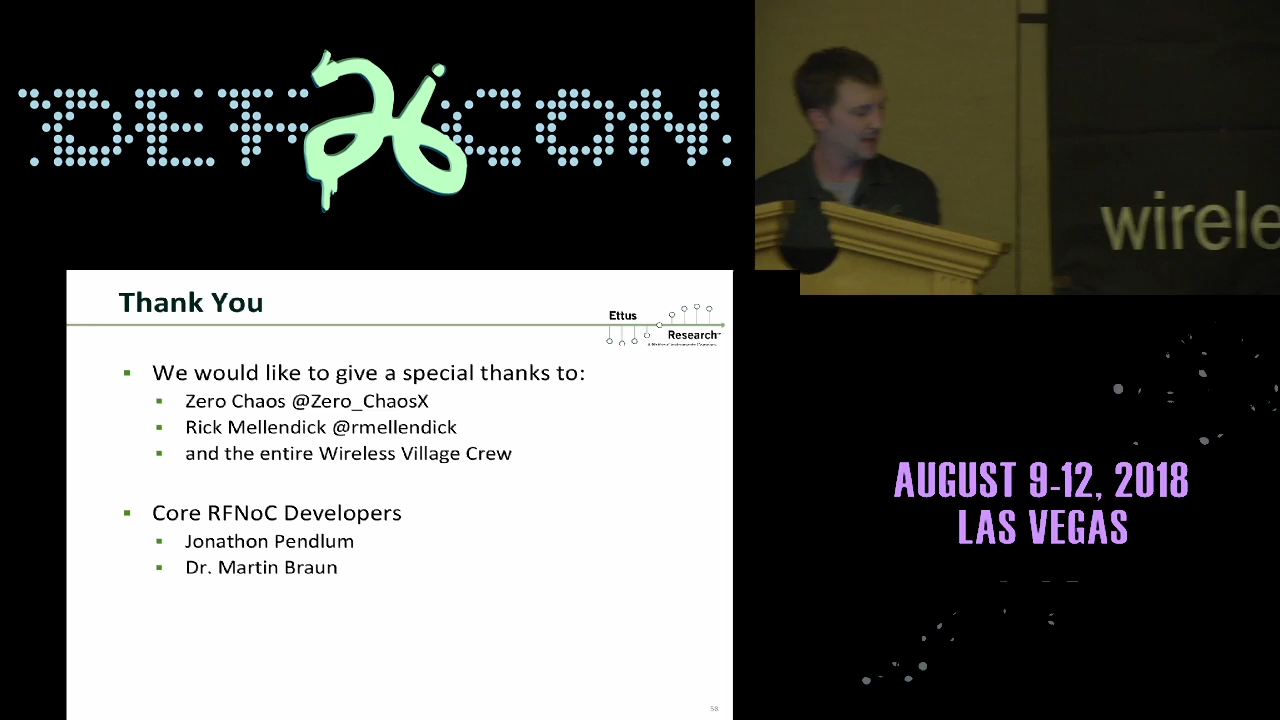 DEF CON
26
wirele
Thank You
Ettus
Research
We would like to give a special thanks to:
Zero Chaos @Zero_ChaosX
Rick Mellendick @rmellendick
and the entire Wireless Village Crew
Core RFNoC Developers
Jonathon Pendlum
Dr. Martin Braun
AUGUST 9-12, 2018
LAS VEGAS
58